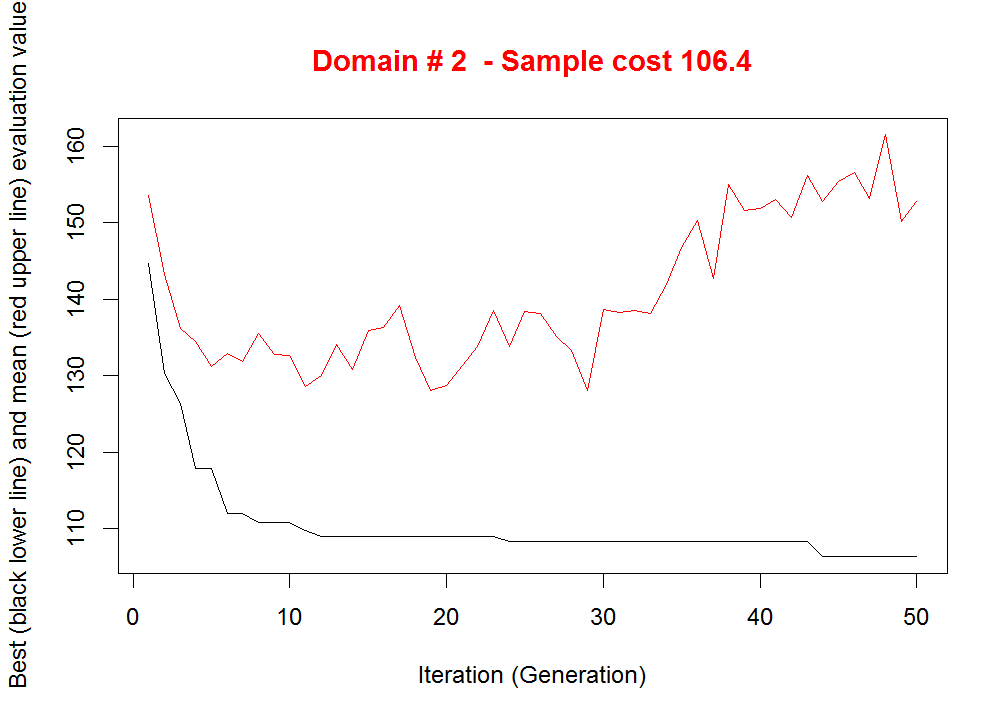 Domain # 2  - Sample cost 106.4
Best (black lower line) and mean (red upper line) evaluation value
160
150
140
130
120
110
0 10 20 30 40 50
Iteration (Generation)